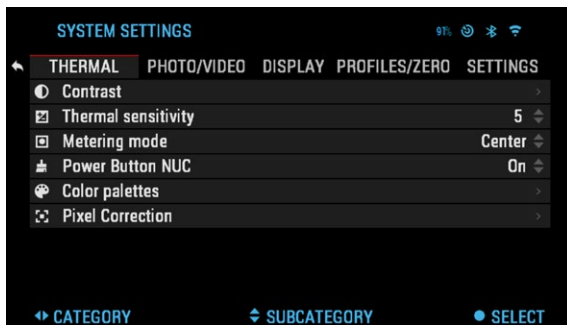 SYSTEM SETTINGS 91%
THERMAL PHOTO/VIDEO DISPLAY PROFILES/ZERO SETTINGS
Contrast
Thermal sensitivity 5
Metering mode Center
Power Button NUC On
Color palettes
Pixel Correction
CATEGORY SUBCATEGORY SELECT